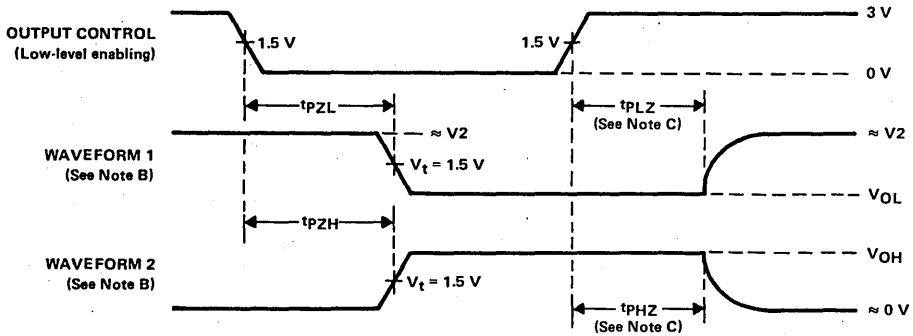 3 V
OUTPUT CONTROL
(Low-level enabling)
1.5 V
1.5 V
0 V
tPZL
tPLZ
(See Note C)
≈ V2
≈ V2
WAVEFORM 1
(See Note B)
Vt = 1.5 V
VOL
tPZH
VOH
WAVEFORM 2
(See Note B)
Vt = 1.5 V
tPHZ
(See Note C)
≈ 0 V